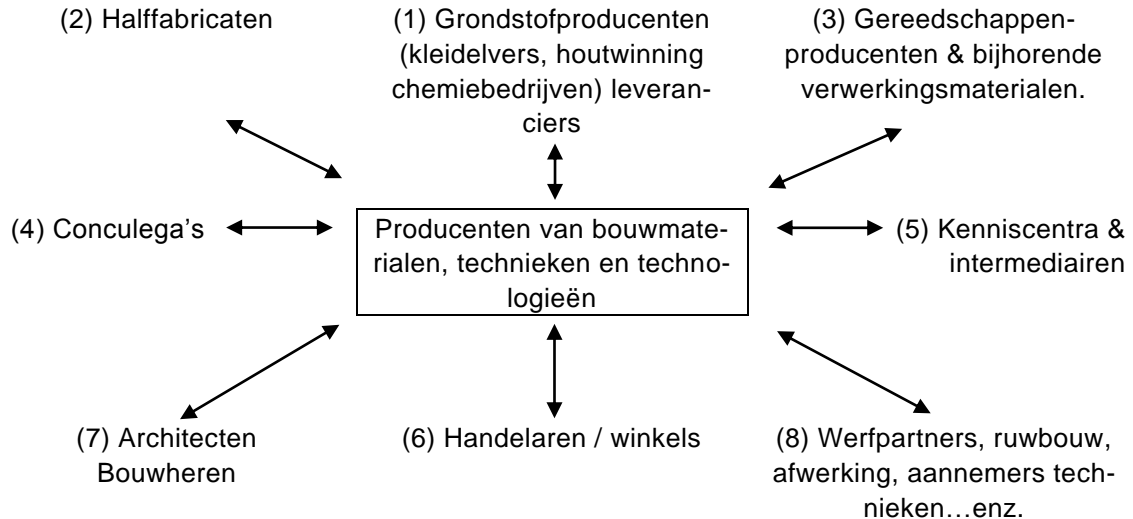 (2) Halffabricaten
(1) Grondstofproducenten
(kleidelvers, houtwinning
chemiebedrijven) leveran-
ciers
(3) Gereedschappen-
producenten & bijhorende
verwerkingsmaterialen.
(4) Conculega's
Producenten van bouwmate-
rialen, technieken en techno-
logieën
(5) Kenniscentra &
intermediairen
(7) Architecten
Bouwheren
(6) Handelaren / winkels
(8) Werfpartners, ruwbouw,
afwerking, aannemers tech-
nieken…enz.